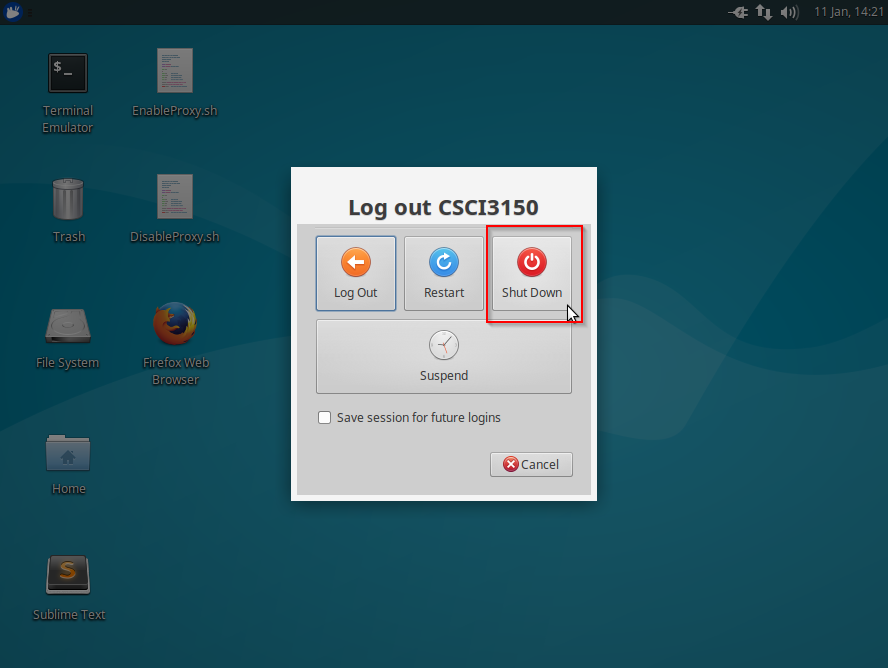 11 Jan, 14:21
$_
Terminal
Emulator
EnableProxy.sh
Trash
DisableProxy.sh
File System
Firefox Web
Browser
Home
S
Sublime Text
Log out CSCI3150
Log Out
Restart
Shut Down
Suspend
Save session for future logins
Cancel